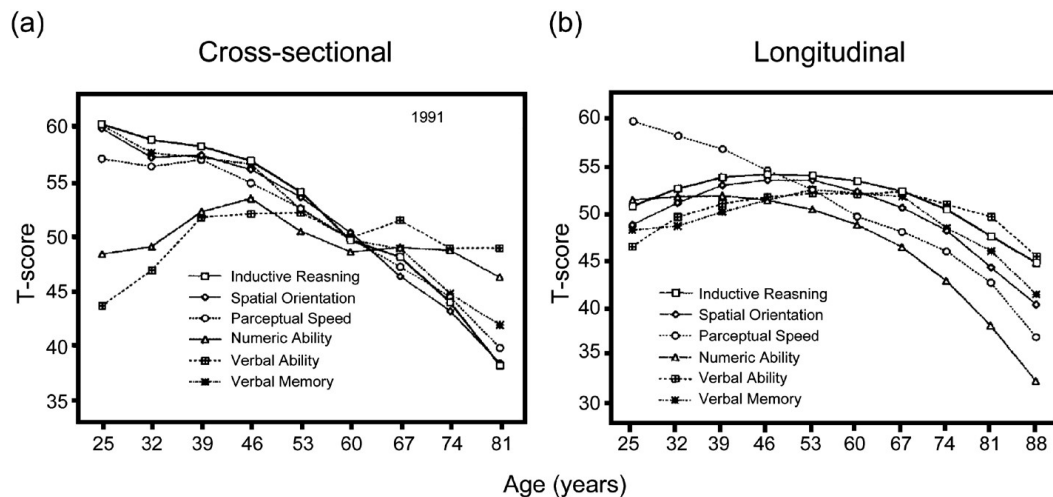 (a)
Cross-sectional
1991
60
55
50
45
40
35
T-score
Inductive Reasning
Spatial Orientation
Parceptual Speed
Numeric Ability
Verbal Ability
Verbal Memory
25 32 39 46 53 60 67 74 81
(b)
Longitudinal
60
55
50
45
40
35
30
T-score
Inductive Reasning
Spatial Orientation
Perceptual Speed
Numeric Ability
Verbal Ability
Verbal Memory
25 32 39 46 53 60 67 74 81 88
Age (years)